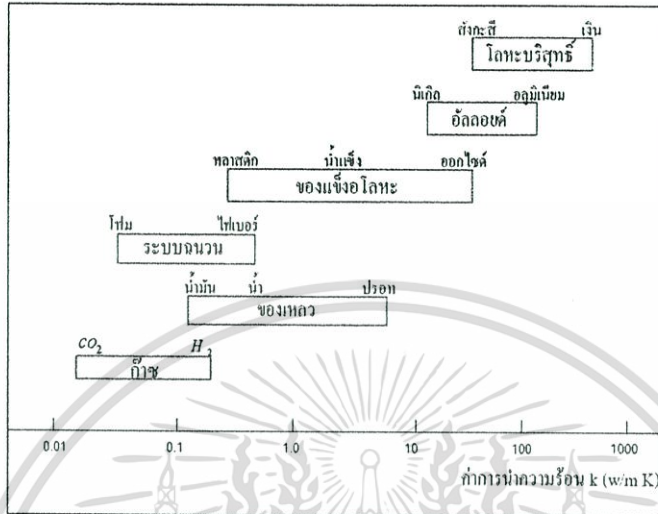 สังกะสี เงิน
โลหะบริสุทธิ์
นิเกิล อลูมิเนียม
อัลลอยด์
พลาสติก น้ำแข็ง ออกไซด์
ของแข็งอโลหะ
โฟม ไฟเบอร์
ระบบฉนวน
น้ำมัน น้ำ ปรอท
ของเหลว
CO₂ H₂
ก๊าซ
0.01 0.1 1.0 10 100 1000
ค่าการนำความร้อน k (w/m K)